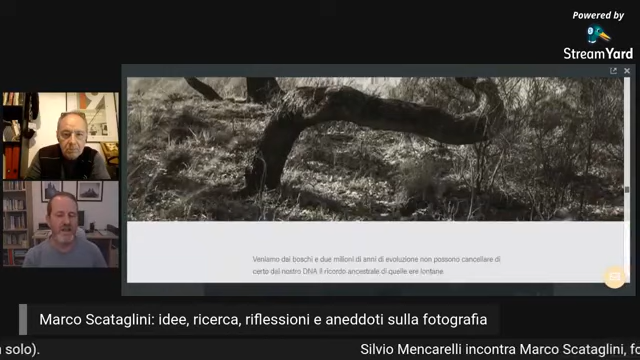 Powered by
StreamYard
Veniamo dai boschi e due milioni di anni di evoluzione non possono cancellare di
certo dal nostro DNA il ricordo ancestrale di quelle ere lontane
Marco Scataglini: idee, ricerca, riflessioni e aneddoti sulla fotografia
solo).
Silvio Mencarelli incontra Marco Scataglini, fo